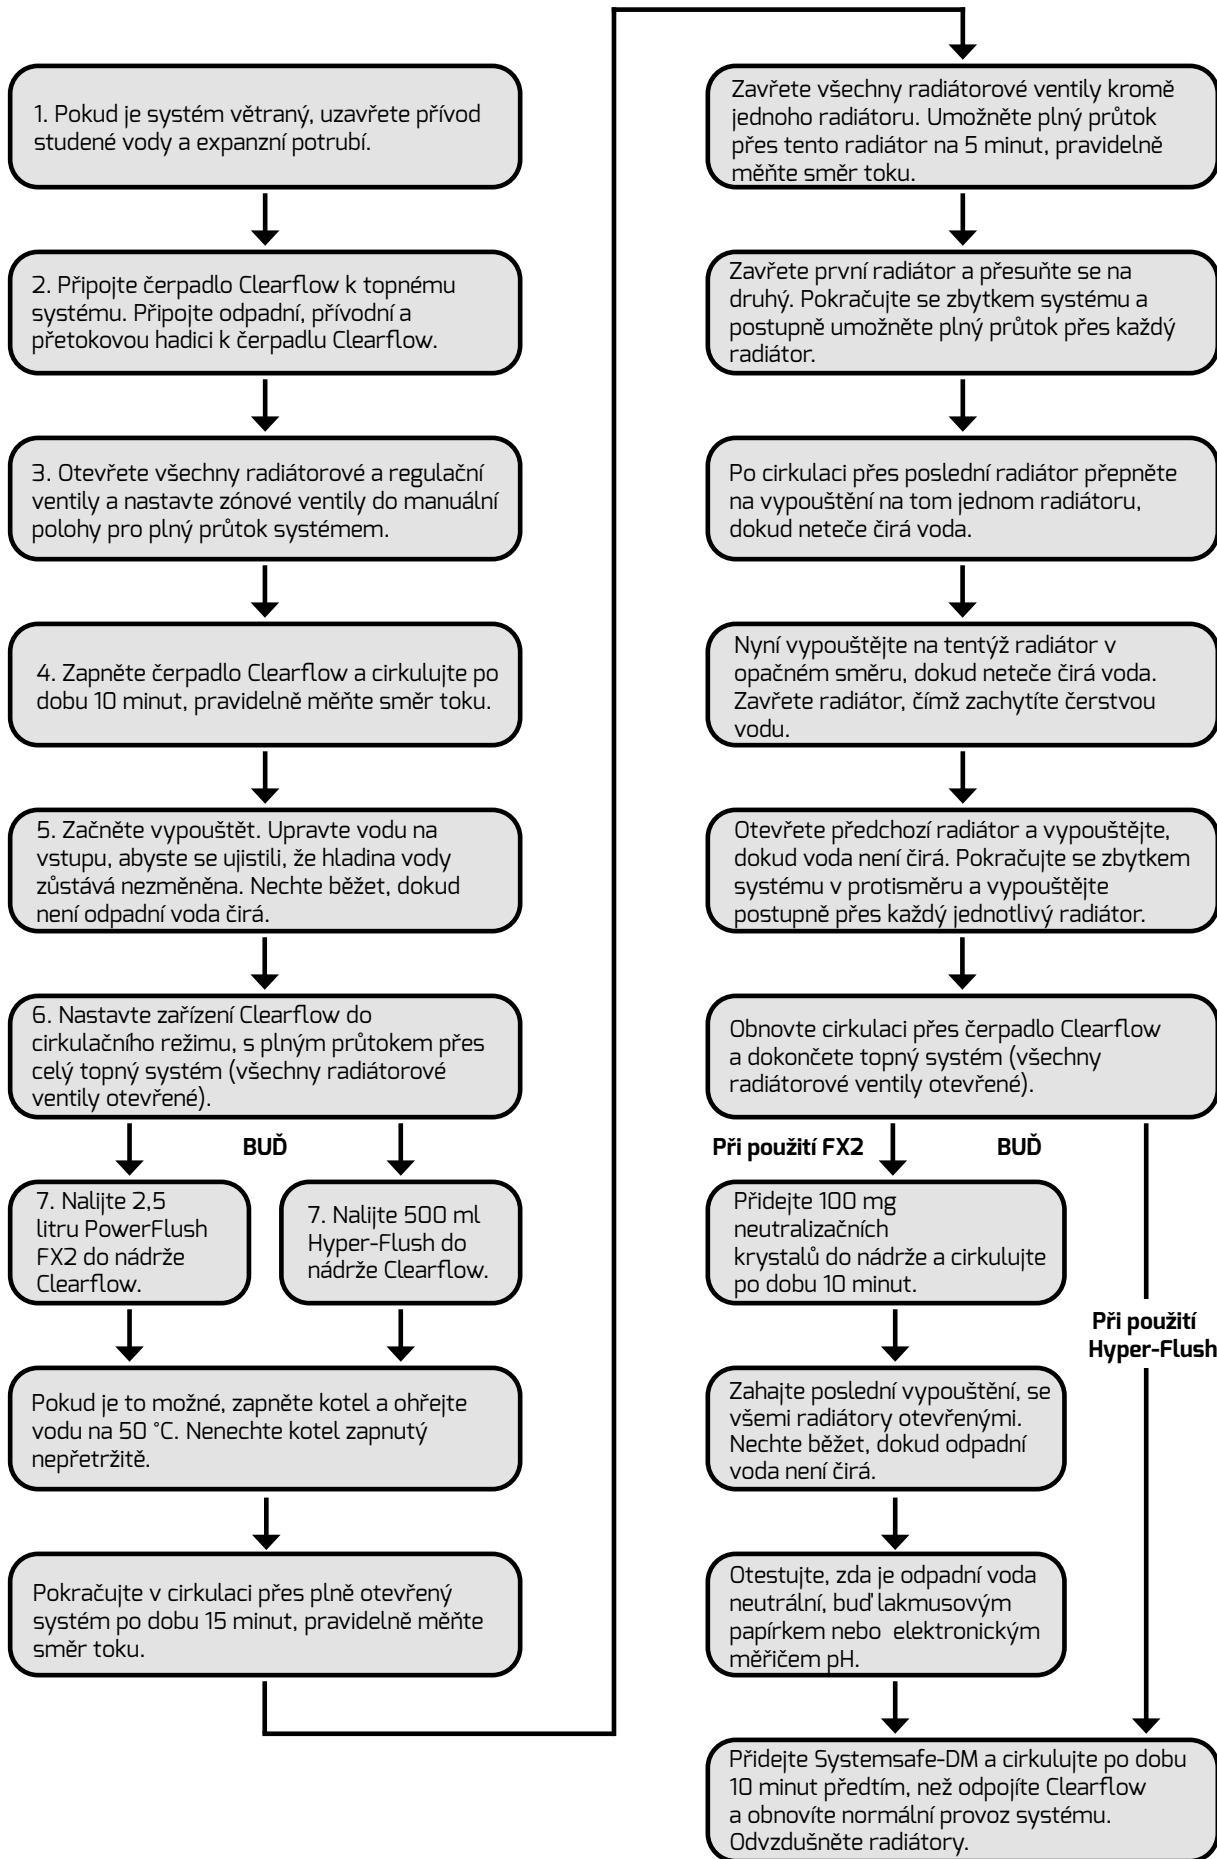 1. Pokud je systém větraný, uzavřete přívod
studené vody a expanzní potrubí.
2. Připojte čerpadlo Clearflow k topnému
systému. Připojte odpadní, přívodní a
přetokovou hadici k čerpadlu Clearflow.
3. Otevřete všechny radiátorové a regulační
ventily a nastavte zónové ventily do manuální
polohy pro plný průtok systémem.
4. Zapněte čerpadlo Clearflow a cirkulujte po
dobu 10 minut, pravidelně měňte směr toku.
5. Začněte vypouštět. Upravte vodu na
vstupu, abyste se ujistili, že hladina vody
zůstává nezměněna. Nechte běžet, dokud
není odpadní voda čirá.
6. Nastavte zařízení Clearflow do
cirkulačního režimu, s plným průtokem přes
celý topný systém (všechny radiátorové
ventily otevřené).
BUĎ
7. Nalijte 2,5
litru PowerFlush
FX2 do nádrže
Clearflow.
7. Nalijte 500 ml
Hyper-Flush do
nádrže Clearflow.
Pokud je to možné, zapněte kotel a ohřejte
vodu na 50 °C. Nenechte kotel zapnutý
nepřetržitě.
Pokračujte v cirkulaci přes plně otevřený
systém po dobu 15 minut, pravidelně měňte
směr toku.
Zavřete všechny radiátorové ventily kromě
jednoho radiátoru. Umožněte plný průtok
přes tento radiátor na 5 minut, pravidelně
měňte směr toku.
Zavřete první radiátor a přesuňte se na
druhý. Pokračujte se zbytkem systému a
postupně umožněte plný průtok přes každý
radiátor.
Po cirkulaci přes poslední radiátor přepněte
na vypouštění na tom jednom radiátoru,
dokud neteče čirá voda.
Nyní vypouštějte na tentýž radiátor v
opačném směru, dokud neteče čirá voda.
Zavřete radiátor, čímž zachytíte čerstvou
vodu.
Otevřete předchozí radiátor a vypouštějte,
dokud voda není čirá. Pokračujte se zbytkem
systému v protisměru a vypouštějte
postupně přes každý jednotlivý radiátor.
Obnovte cirkulaci přes čerpadlo Clearflow
a dokončete topný systém (všechny
radiátorové ventily otevřené).
Při použití FX2
BUĎ
Přidejte 100 mg
neutralizačních
krystalů do nádrže a cirkulujte
po dobu 10 minut.
Při použití
Hyper-Flush
Zahajte poslední vypouštění, se
všemi radiátory otevřenými.
Nechte běžet, dokud odpadní
voda není čirá.
Otestujte, zda je odpadní voda
neutrální, buď lakmusovým
papírkem nebo elektronickým
měřičem pH.
Přidejte Systemsafe-DM a cirkulujte po dobu
10 minut předtím, než odpojíte Clearflow
a obnovíte normální provoz systému.
Odvzdušněte radiátory.